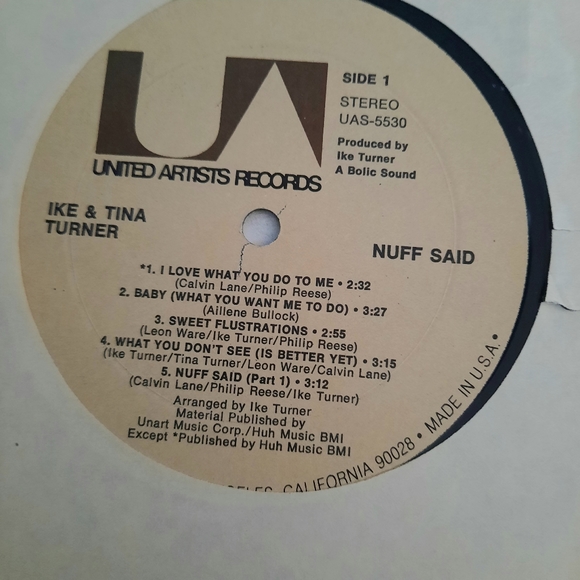 UA
UNITED ARTISTS RECORDS
SIDE 1
STEREO
UAS-5530
Produced by
Ike Turner
A Bolic Sound
IKE & TINA
TURNER
NUFF SAID
*1. I LOVE WHAT YOU DO TO ME • 2:32
(Calvin Lane/Philip Reese)
2. BABY (WHAT YOU WANT ME TO DO) • 3:27
(Aillene Bullock)
3. SWEET FLUSTRATIONS • 2:55
(Leon Ware/Ike Turner/Philip Reese)
4. WHAT YOU DON'T SEE (IS BETTER YET) • 3:15
(Ike Turner/Tina Turner/Leon Ware/Calvin Lane)
5. NUFF SAID (Part 1) • 3:12
(Calvin Lane/Philip Reese/Ike Turner)
Arranged by Ike Turner
Material Published by
Unart Music Corp./Huh Music BMI
Except *Published by Huh Music BMI
CALIFORNIA 90028 • MADE IN U.S.A. •